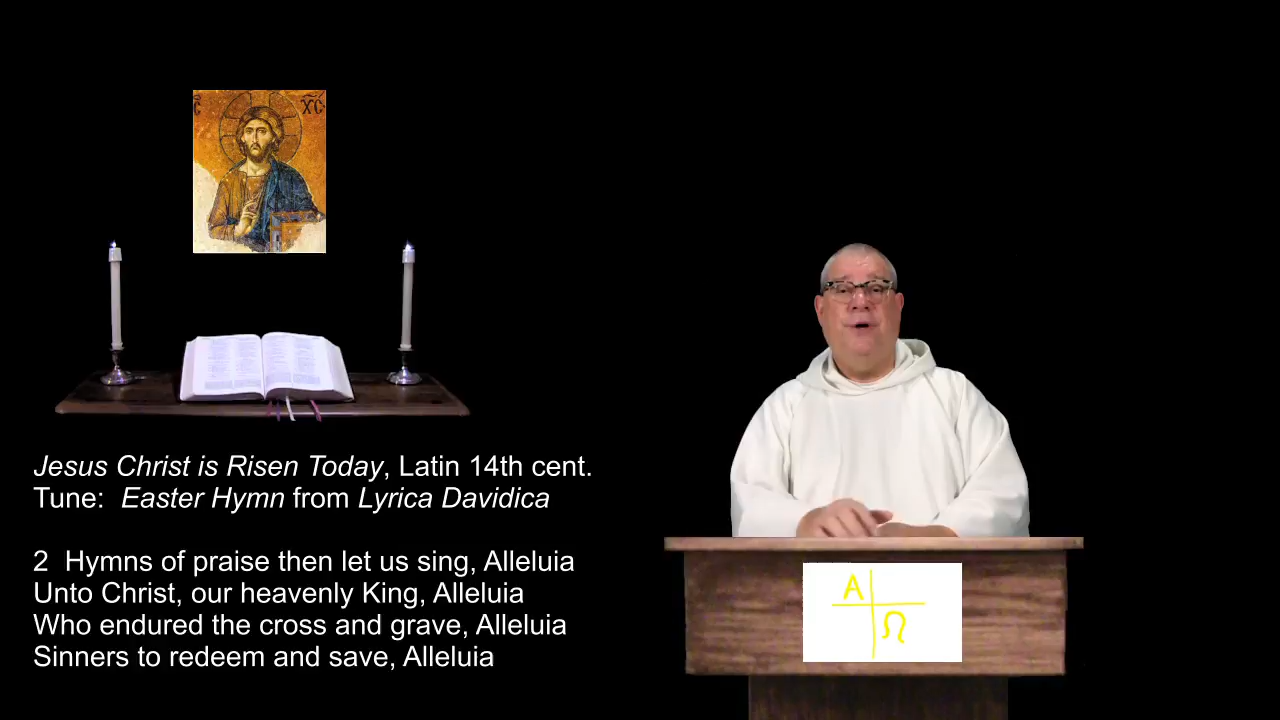 ΧC
Jesus Christ is Risen Today, Latin 14th cent.
Tune: Easter Hymn from Lyrica Davidica
2 Hymns of praise then let us sing, Alleluia
Unto Christ, our heavenly King, Alleluia
Who endured the cross and grave, Alleluia
Sinners to redeem and save, Alleluia
Α
Ω